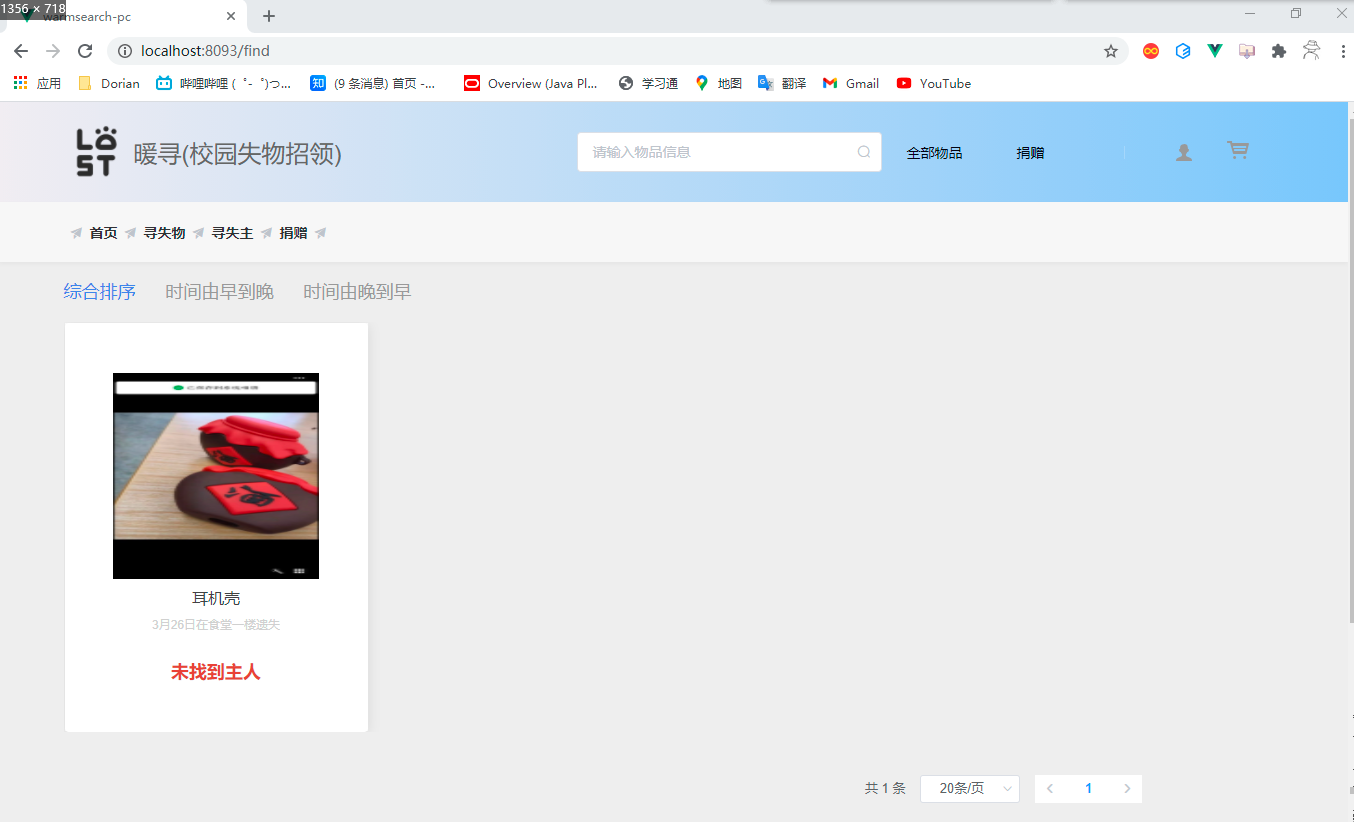 1356 × 718
warmsearch-pc
localhost:8093/find
应用 Dorian 哔哩哔哩 (゜-゜)つ... 知 (9 条消息) 首页 -... Overview (Java Pl... 学习通 地图 翻译 Gmail YouTube
LOST 暖寻(校园失物招领) 请输入物品信息 全部物品 捐赠
首页 寻失物 寻失主 捐赠
综合排序 时间由早到晚 时间由晚到早
酒
耳机壳
3月26日在食堂一楼遗失
未找到主人
共 1 条 20条/页 1